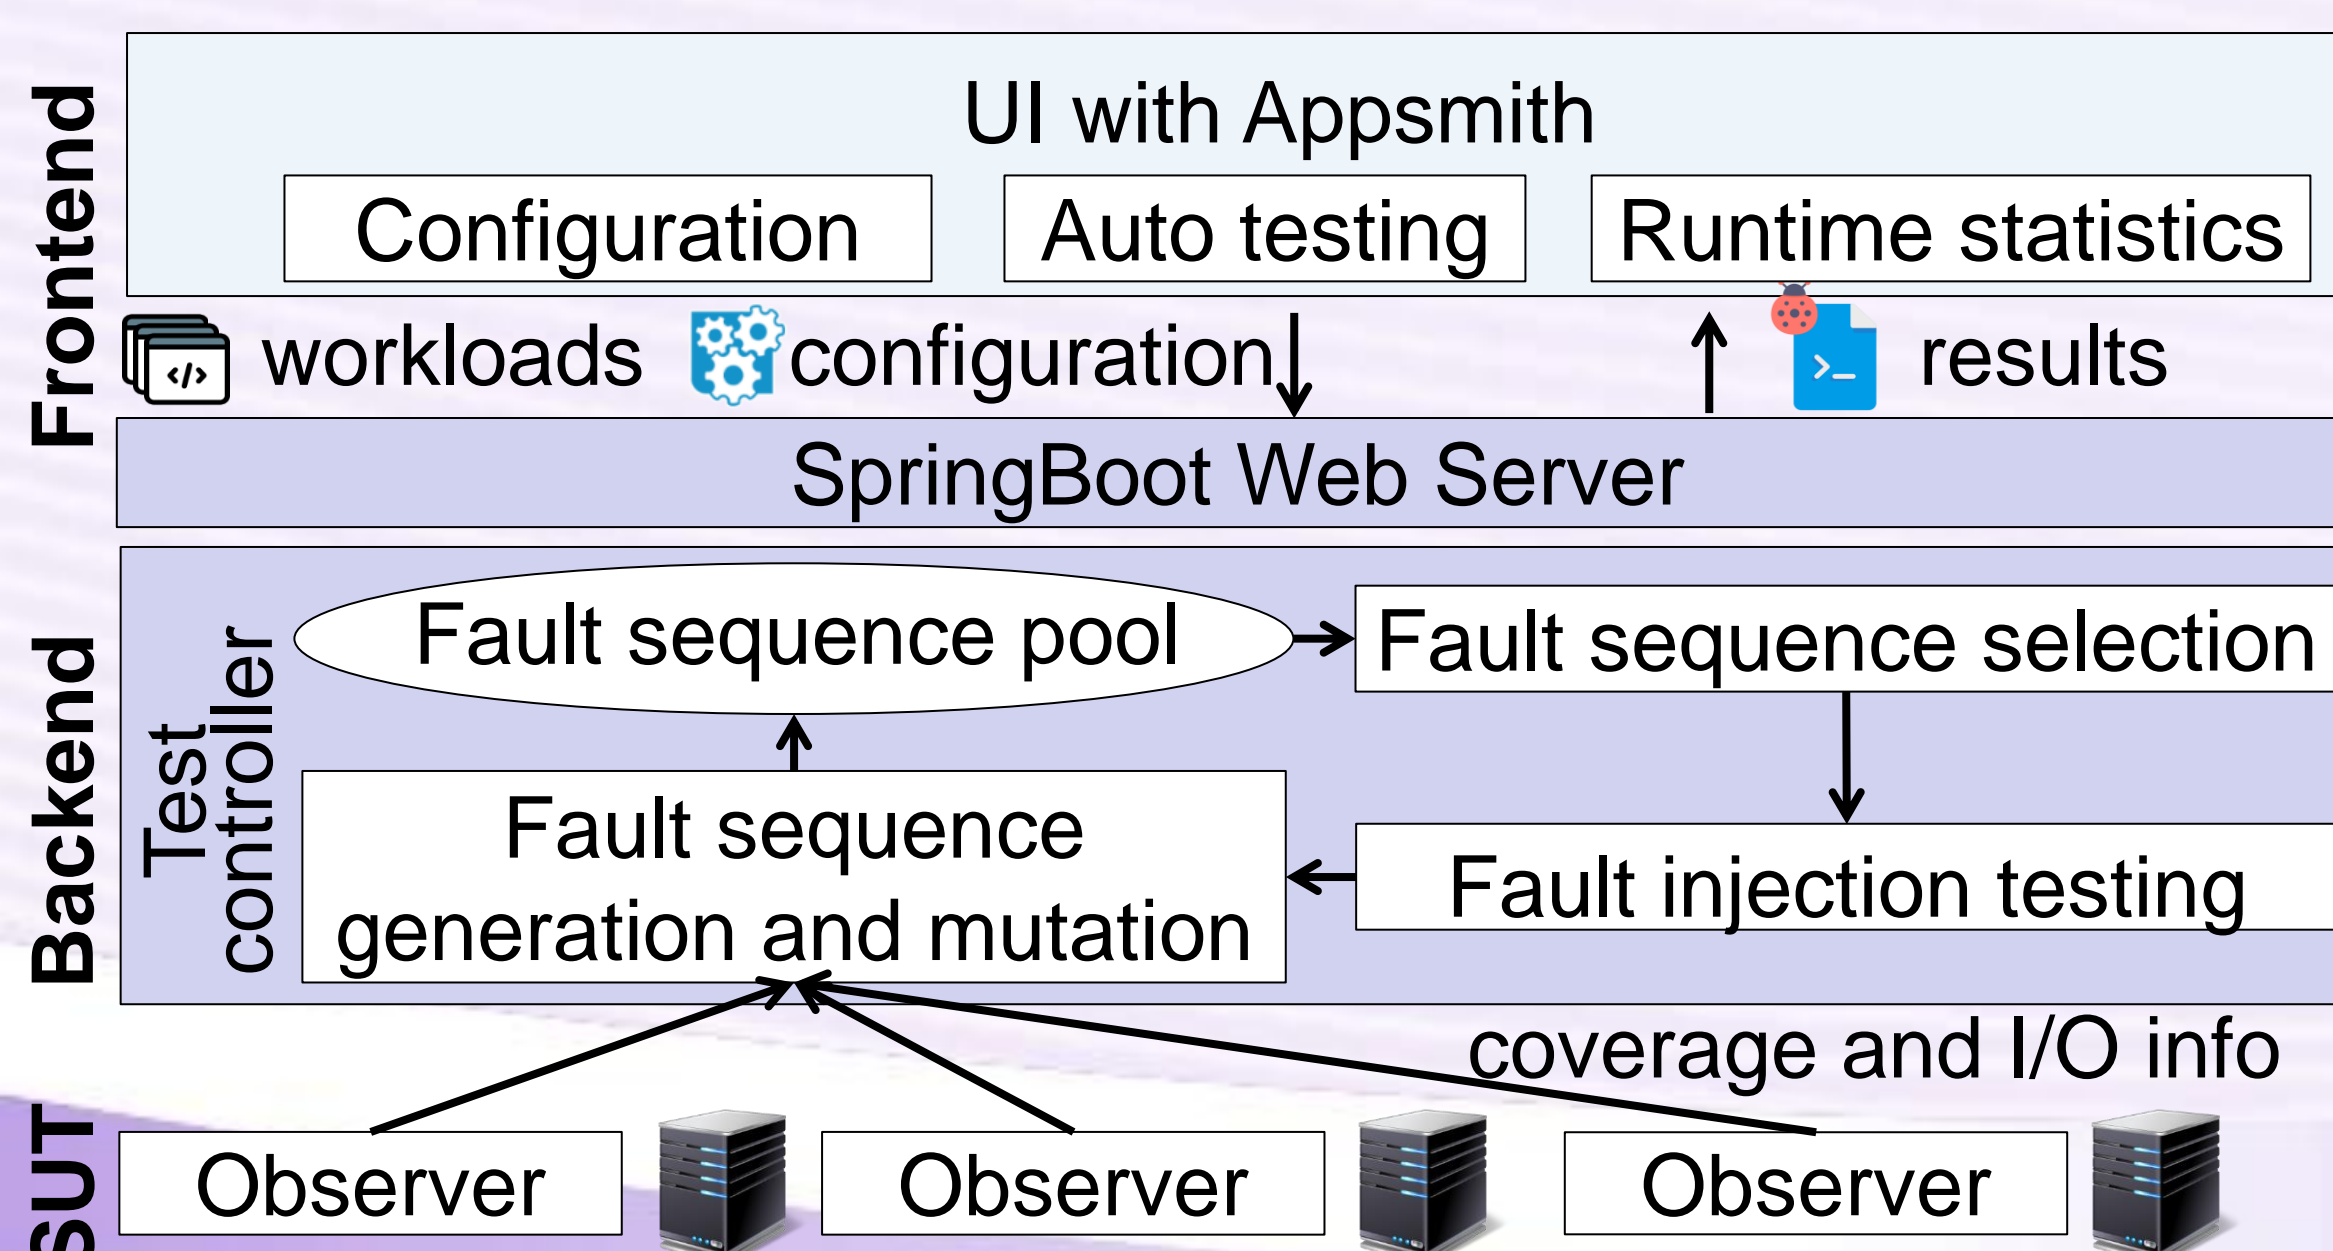 Frontend
UI with Appsmith
Configuration
Auto testing
Runtime statistics
</>
workloads
configuration
>_
results
SpringBoot Web Server
Backend
Test
controller
Fault sequence pool
Fault sequence selection
Fault sequence
generation and mutation
Fault injection testing
coverage and I/O info
SUT
Observer
Observer
Observer